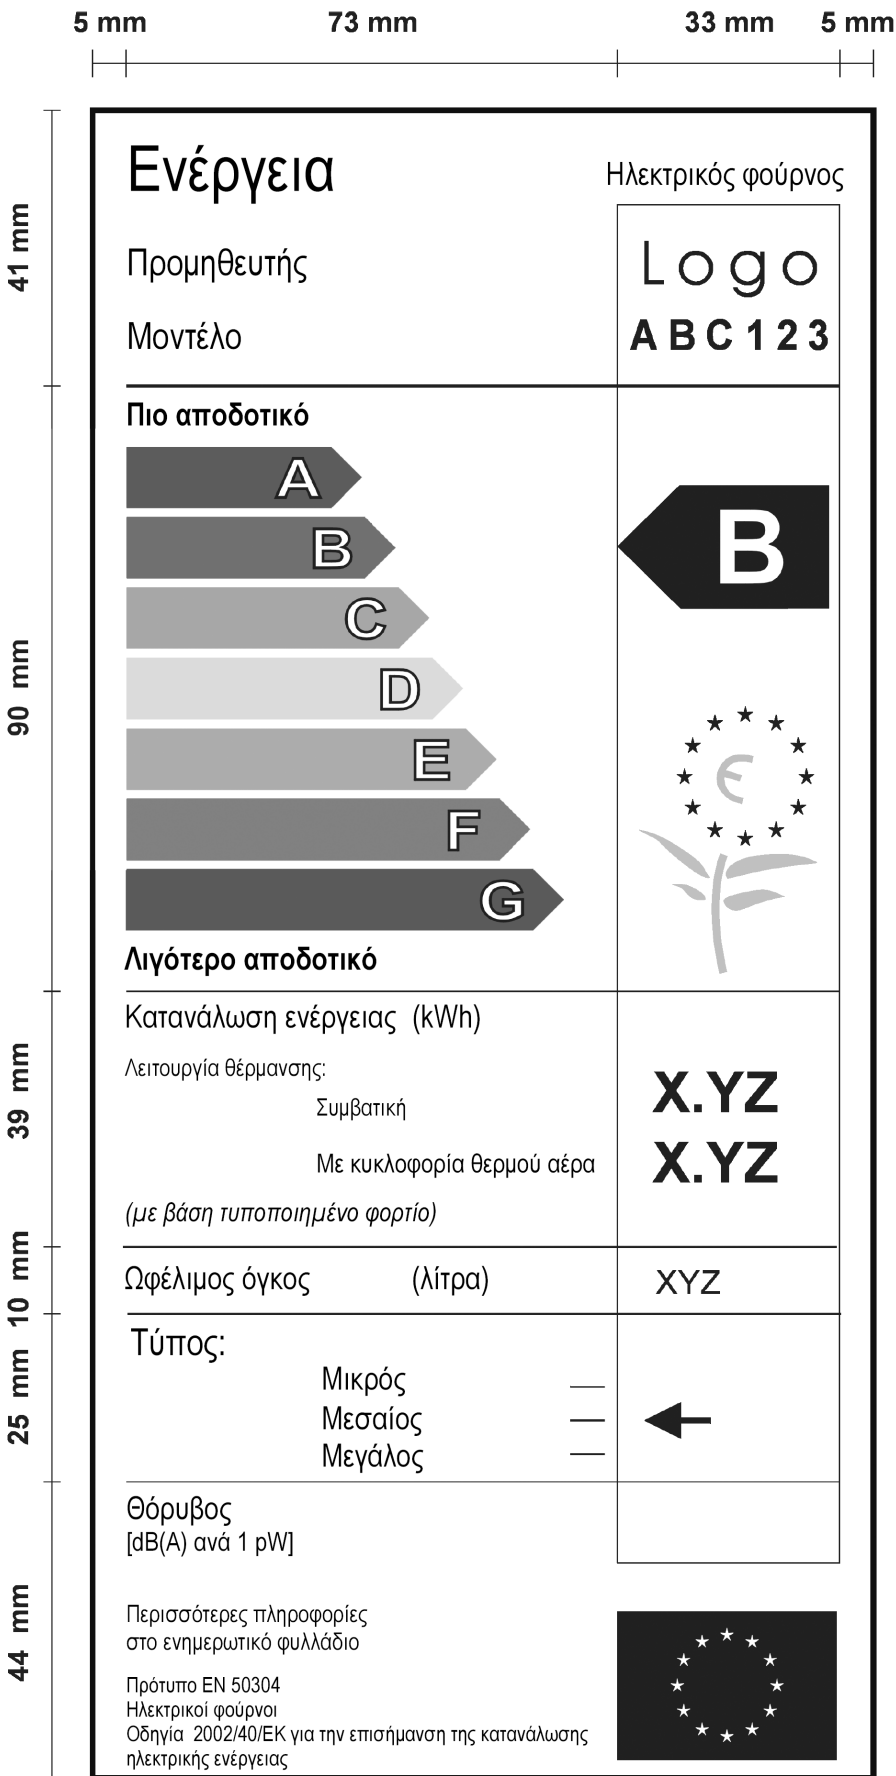 5 mm 73 mm 33 mm 5 mm
Ενέργεια
Ηλεκτρικός φούρνος
41 mm
Προμηθευτής
Logo
Μοντέλο
ABC123
Πιο αποδοτικό
A
B
B
C
90 mm
D
E
F
G
Λιγότερο αποδοτικό
Κατανάλωση ενέργειας (kWh)
Λειτουργία θέρμανσης:
39 mm
Συμβατική
X.YZ
Με κυκλοφορία θερμού αέρα
X.YZ
(με βάση τυποποιημένο φορτίο)
10 mm
Ωφέλιμος όγκος (λίτρα) XYZ
Τύπος:
25 mm
Μικρός
Μεσαίος
Μεγάλος
Θόρυβος
[dB(A) ανά 1 pW]
44 mm
Περισσότερες πληροφορίες
στο ενημερωτικό φυλλάδιο
Πρότυπο EN 50304
Ηλεκτρικοί φούρνοι
Οδηγία 2002/40/ΕΚ για την επισήμανση της κατανάλωσης
ηλεκτρικής ενέργειας